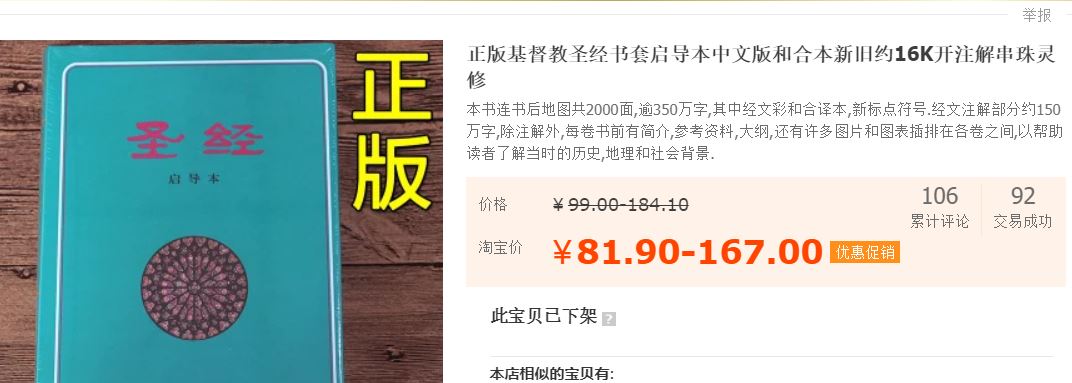 举报
正版
圣经
启导本
正版基督教圣经书套启导本中文版和合本新旧约16K开注解串珠灵
修
本书连书后地图共2000面,逾350万字,其中经文彩和合译本,新标点符号.经文注解部分约150
万字,除注解外,每卷书前有简介,参考资料,大纲,还有许多图片和图表插排在各卷之间,以帮助
读者了解当时的历史,地理和社会背景.
价格 ¥99.00-184.10
106 92
累计评论 交易成功
淘宝价 ¥81.90-167.00 优惠促销
此宝贝已下架 ?
本店相似的宝贝有: